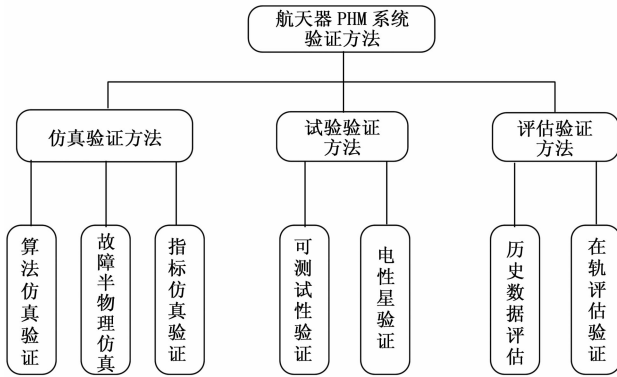 航天器 PHM 系统
验证方法
仿真验证方法
试验验证
方法
评估验证
方法
算法仿真验证
故障半物理仿真
指标仿真验证
可测试性验证
电性星验证
历史数据评估
在轨评估验证